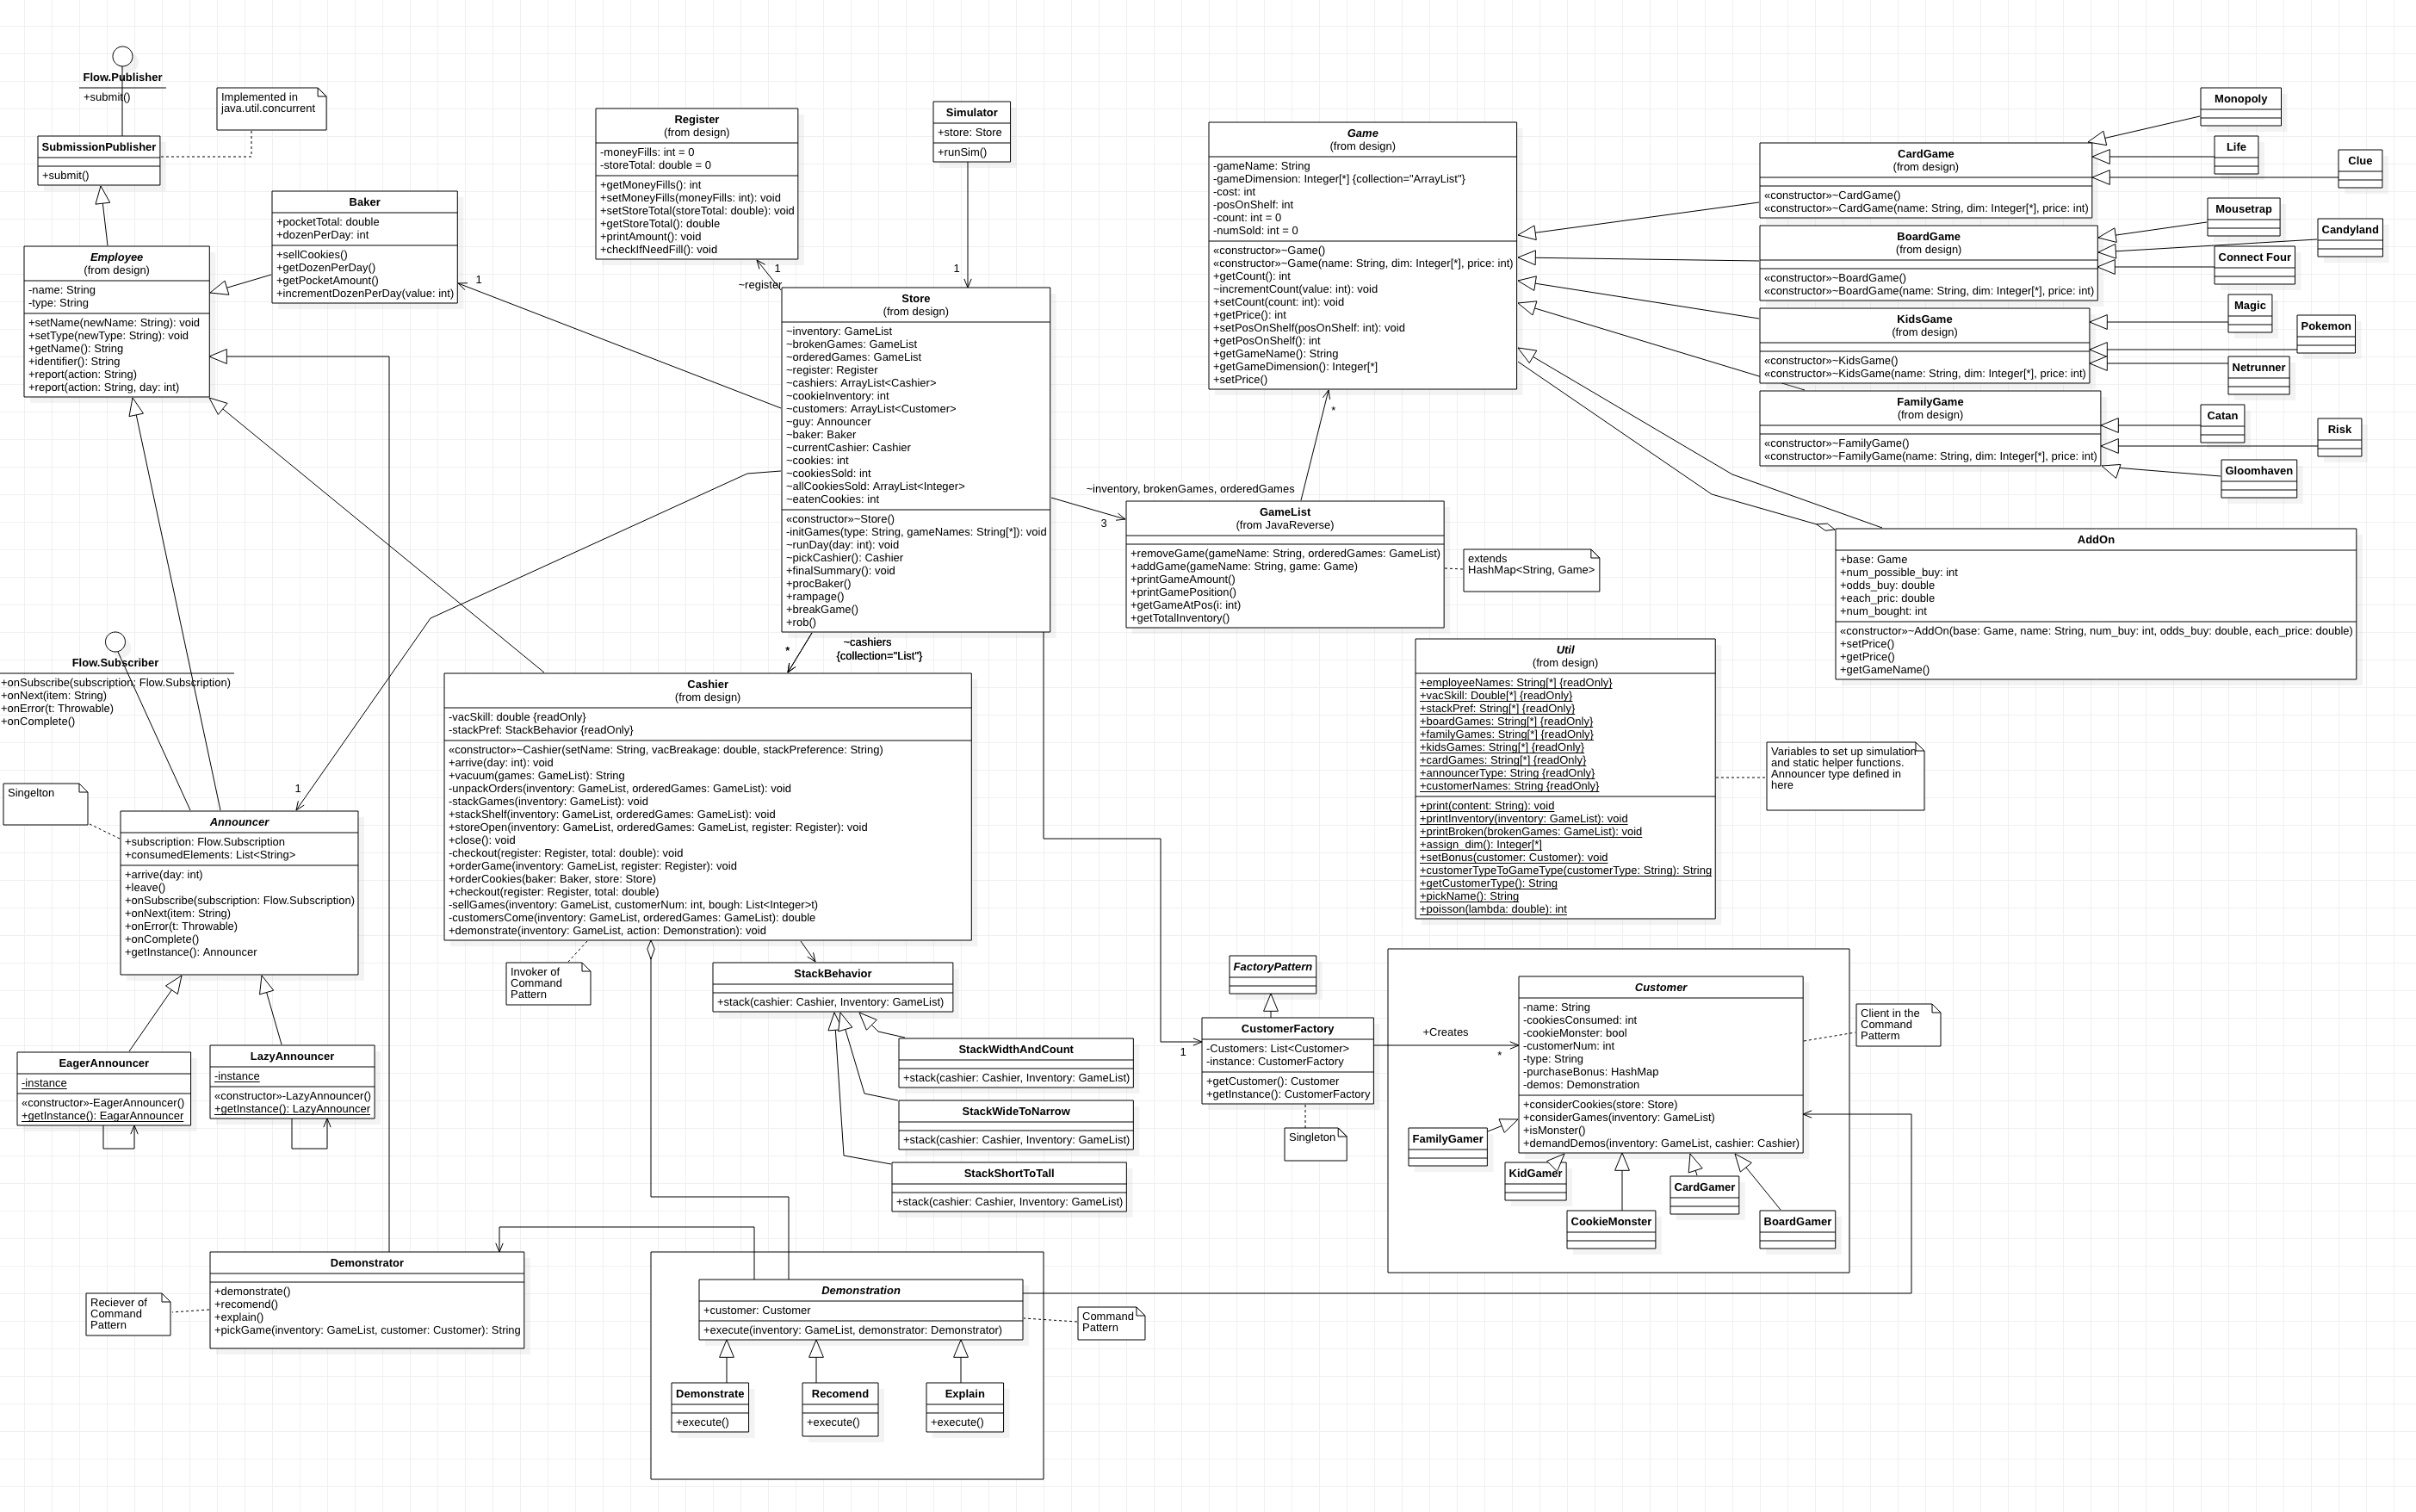 Flow.Publisher
+submit()
Implemented in
java.util.concurrent
SubmissionPublisher
+submit()
Employee
(from design)
-name: String
-type: String
+setName(newName: String): void
+setType(newType: String): void
+getName(): String
+identifier(): String
+report(action: String)
+report(action: String, day: int)
Baker
+pocketTotal: double
+dozenPerDay: int
+sellCookies()
+getDozenPerDay()
+getPocketAmount()
+incrementDozenPerDay(value: int)
1
Register
(from design)
-moneyFills: int = 0
-storeTotal: double = 0
+getMoneyFills(): int
+setMoneyFills(moneyFills: int): void
+setStoreTotal(storeTotal: double): void
+getStoreTotal(): double
+printAmount(): void
+checkIfNeedFill(): void
1
~register
Simulator
+store: Store
+runSim()
1
Store
(from design)
~inventory: GameList
~brokenGames: GameList
~orderedGames: GameList
~register: Register
~cashiers: ArrayList<Cashier>
~cookieInventory: int
~customers: ArrayList<Customer>
~guy: Announcer
~baker: Baker
~currentCashier: Cashier
~cookies: int
~cookiesSold: int
~allCookiesSold: ArrayList<Integer>
~eatenCookies: int
«constructor»~Store()
-initGames(type: String, gameNames: String[*]): void
~runDay(day: int): void
~pickCashier(): Cashier
+finalSummary(): void
+procBaker()
+rampage()
+breakGame()
+rob()
Game
(from design)
-gameName: String
-gameDimension: Integer[*] {collection="ArrayList"}
-cost: int
-posOnShelf: int
-count: int = 0
-numSold: int = 0
«constructor»~Game()
«constructor»~Game(name: String, dim: Integer[*], price: int)
+getCount(): int
~incrementCount(value: int): void
+setCount(count: int): void
+getPrice(): int
+setPosOnShelf(posOnShelf: int): void
+getPosOnShelf(): int
+getGameName(): String
+getGameDimension(): Integer[*]
+setPrice()
*
CardGame
(from design)
«constructor»~CardGame()
«constructor»~CardGame(name: String, dim: Integer[*], price: int)
BoardGame
(from design)
«constructor»~BoardGame()
«constructor»~BoardGame(name: String, dim: Integer[*], price: int)
KidsGame
(from design)
«constructor»~KidsGame()
«constructor»~KidsGame(name: String, dim: Integer[*], price: int)
FamilyGame
(from design)
«constructor»~FamilyGame()
«constructor»~FamilyGame(name: String, dim: Integer[*], price: int)
Monopoly
Life
Clue
Mousetrap
Candyland
Connect Four
Magic
Pokemon
Netrunner
Catan
Risk
Gloomhaven
~inventory, brokenGames, orderedGames
3
GameList
(from JavaReverse)
+removeGame(gameName: String, orderedGames: GameList)
+addGame(gameName: String, game: Game)
+printGameAmount()
+printGamePosition()
+getGameAtPos(i: int)
+getTotalInventory()
extends
HashMap<String, Game>
AddOn
+base: Game
+num_possible_buy: int
+odds_buy: double
+each_pric: double
+num_bought: int
«constructor»~AddOn(base: Game, name: String, num_buy: int, odds_buy: double, each_price: double)
+setPrice()
+getPrice()
+getGameName()
Util
(from design)
+employeeNames: String[*] {readOnly}
+vacSkill: Double[*] {readOnly}
+stackPref: String[*] {readOnly}
+boardGames: String[*] {readOnly}
+familyGames: String[*] {readOnly}
+kidsGames: String[*] {readOnly}
+cardGames: String[*] {readOnly}
+announcerType: String {readOnly}
+customerNames: String {readOnly}
+print(content: String): void
+printInventory(inventory: GameList): void
+printBroken(brokenGames: GameList): void
+assign_dim(): Integer[*]
+setBonus(customer: Customer): void
+customerTypeToGameType(customerType: String): String
+getCustomerType(): String
+pickName(): String
+poisson(lambda: double): int
Variables to set up simulation
and static helper functions.
Announcer type defined in
here
Flow.Subscriber
+onSubscribe(subscription: Flow.Subscription)
+onNext(item: String)
+onError(t: Throwable)
+onComplete()
Singelton
1
Announcer
+subscription: Flow.Subscription
+consumedElements: List<String>
+arrive(day: int)
+leave()
+onSubscribe(subscription: Flow.Subscription)
+onNext(item: String)
+onError(t: Throwable)
+onComplete()
+getInstance(): Announcer
EagerAnnouncer
-instance
«constructor»-EagerAnnouncer()
+getInstance(): EagarAnnouncer
LazyAnnouncer
-instance
«constructor»-LazyAnnouncer()
+getInstance(): LazyAnnouncer
*
~cashiers
{collection="List"}
Cashier
(from design)
-vacSkill: double {readOnly}
-stackPref: StackBehavior {readOnly}
«constructor»~Cashier(setName: String, vacBreakage: double, stackPreference: String)
+arrive(day: int): void
+vacuum(games: GameList): String
-unpackOrders(inventory: GameList, orderedGames: GameList): void
-stackGames(inventory: GameList): void
+stackShelf(inventory: GameList, orderedGames: GameList): void
+storeOpen(inventory: GameList, orderedGames: GameList, register: Register): void
+close(): void
-checkout(register: Register, total: double): void
+orderGame(inventory: GameList, register: Register): void
+orderCookies(baker: Baker, store: Store)
+checkout(register: Register, total: double)
-sellGames(inventory: GameList, customerNum: int, bough: List<Integer>t)
-customersCome(inventory: GameList, orderedGames: GameList): double
+demonstrate(inventory: GameList, action: Demonstration): void
Invoker of
Command
Pattern
StackBehavior
+stack(cashier: Cashier, Inventory: GameList)
StackWidthAndCount
+stack(cashier: Cashier, Inventory: GameList)
StackWideToNarrow
+stack(cashier: Cashier, Inventory: GameList)
StackShortToTall
+stack(cashier: Cashier, Inventory: GameList)
FactoryPattern
1
CustomerFactory
-Customers: List<Customer>
-instance: CustomerFactory
+getCustomer(): Customer
+getInstance(): CustomerFactory
Singleton
+Creates
*
Customer
-name: String
-cookiesConsumed: int
-cookieMonster: bool
-customerNum: int
-type: String
-purchaseBonus: HashMap
-demos: Demonstration
+considerCookies(store: Store)
+considerGames(inventory: GameList)
+isMonster()
+demandDemos(inventory: GameList, cashier: Cashier)
Client in the
Command
Patterm
FamilyGamer
KidGamer
CookieMonster
CardGamer
BoardGamer
Demonstrator
+demonstrate()
+recomend()
+explain()
+pickGame(inventory: GameList, customer: Customer): String
Reciever of
Command
Pattern
Demonstration
+customer: Customer
+execute(inventory: GameList, demonstrator: Demonstrator)
Command
Pattern
Demonstrate
+execute()
Recomend
+execute()
Explain
+execute()